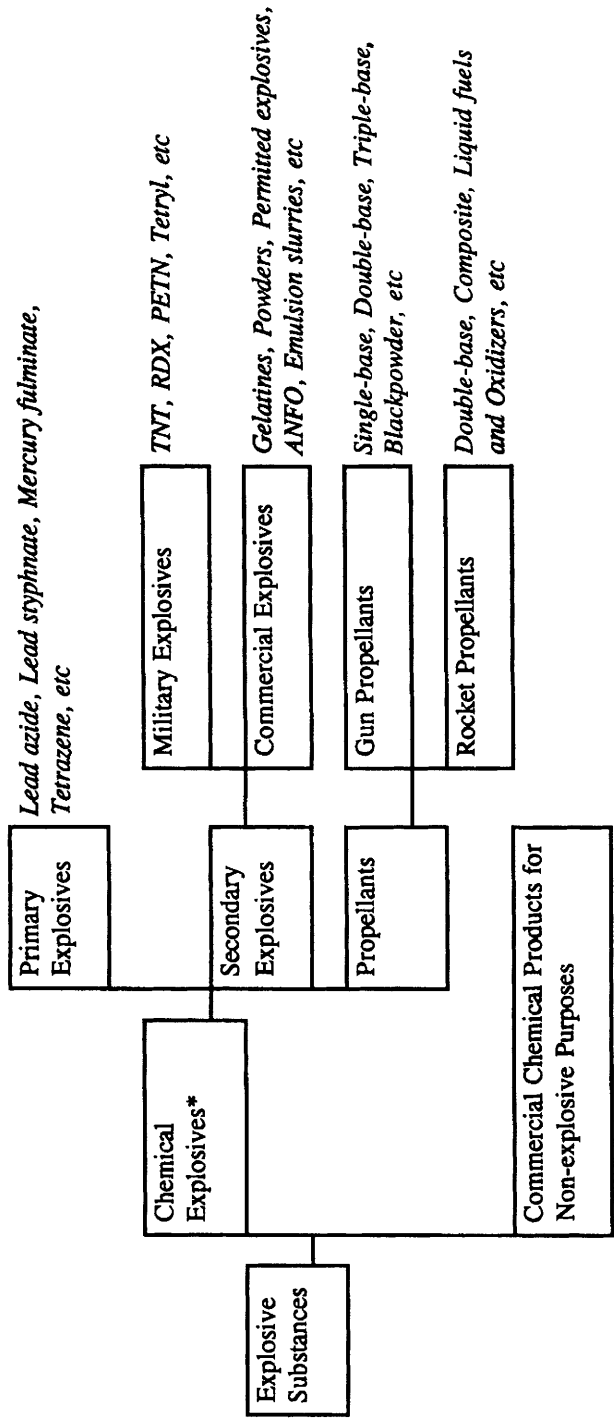 Explosive
Substances
Chemical
Explosives*
Commercial Chemical Products for
Non-explosive Purposes
Primary
Explosives
Lead azide, Lead styphnate, Mercury fulminate,
Tetrazene, etc
Secondary
Explosives
Military Explosives
TNT, RDX, PETN, Tetryl, etc
Commercial Explosives
Gelatines, Powders, Permitted explosives,
ANFO, Emulsion slurries, etc
Propellants
Gun Propellants
Single-base, Double-base, Triple-base,
Blackpowder, etc
Rocket Propellants
Double-base, Composite, Liquid fuels
and Oxidizers, etc